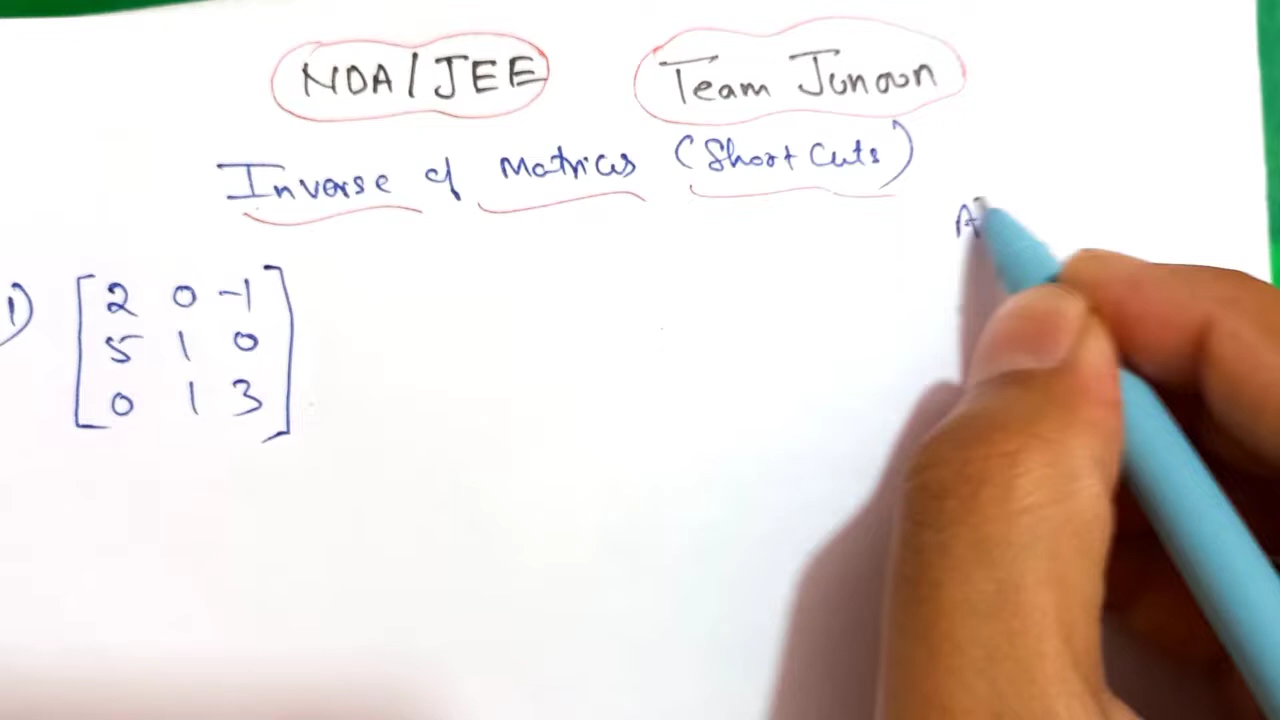 NDA/JEE Team Junoon
Inverse of Matrices (Short Cuts)
A
1) [2 0 -1
5 1 0
0 1 3]